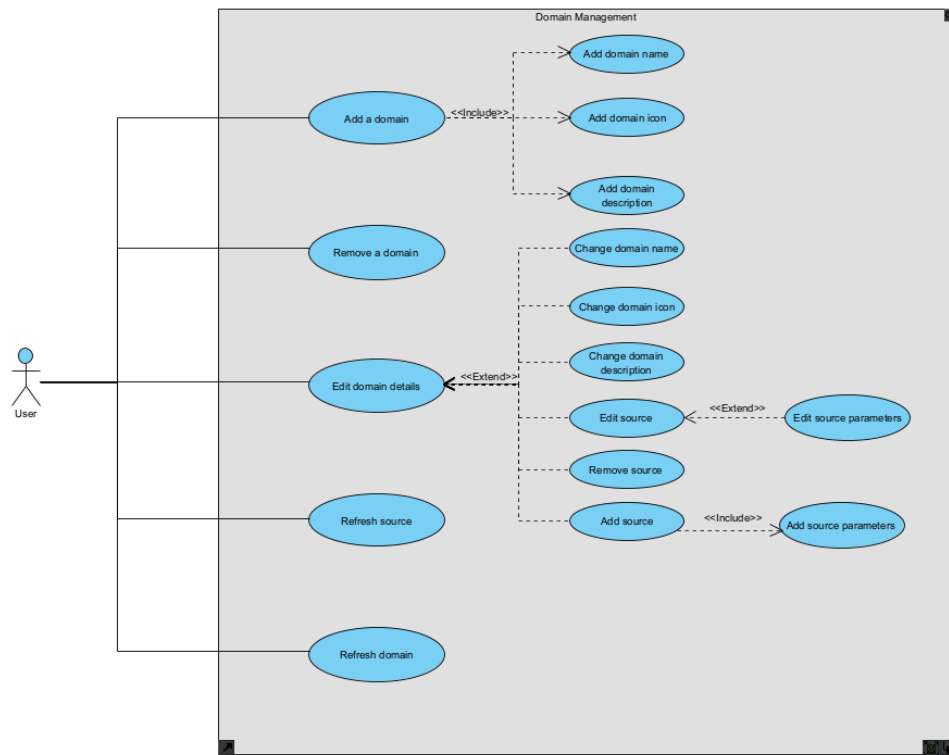 Domain Management
Add domain name
<<Include>>
Add a domain
Add domain icon
Add domain
description
Change domain name
Remove a domain
Change domain icon
Change domain
description
<<Extend>>
Edit domain details
<<Extend>>
Edit source
Edit source parameters
User
Remove source
Refresh source
Add source
<<Include>>
Add source parameters
Refresh domain